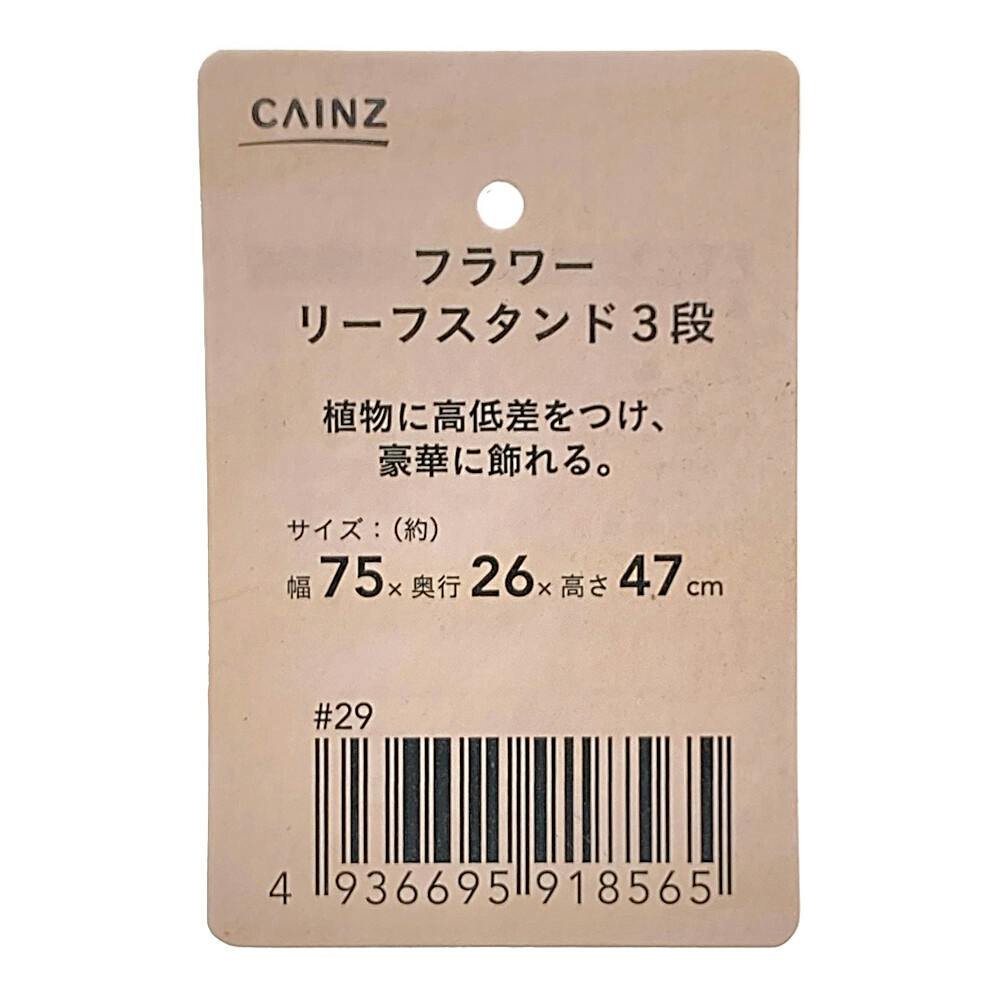 CAINZ
フラワー
リーフスタンド3段
植物に高低差をつけ、
豪華に飾れる。
サイズ：（約）
幅75×奥行26×高さ47cm
#29
4 936695 918565